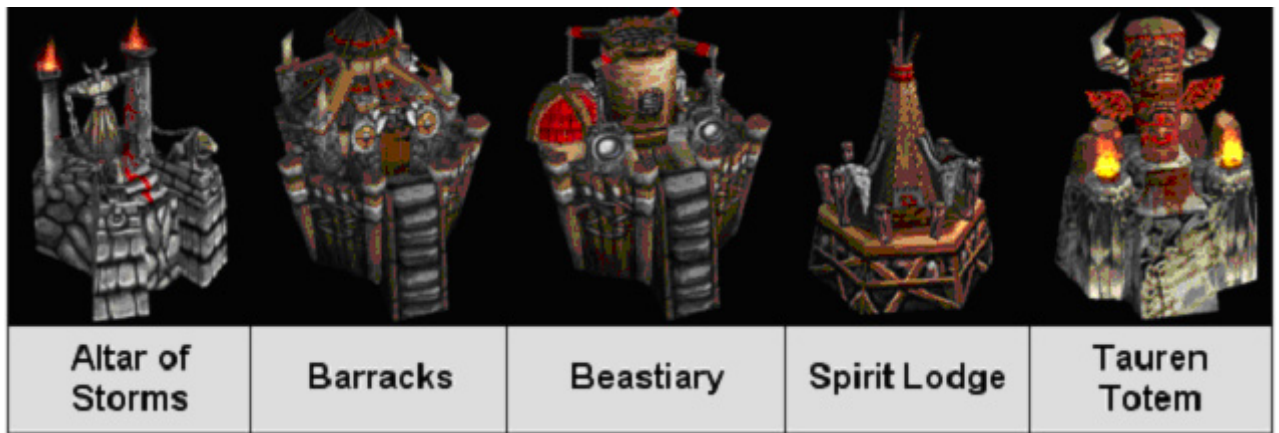 Altar of
Storms
Barracks
Beastiary
Spirit Lodge
Tauren
Totem